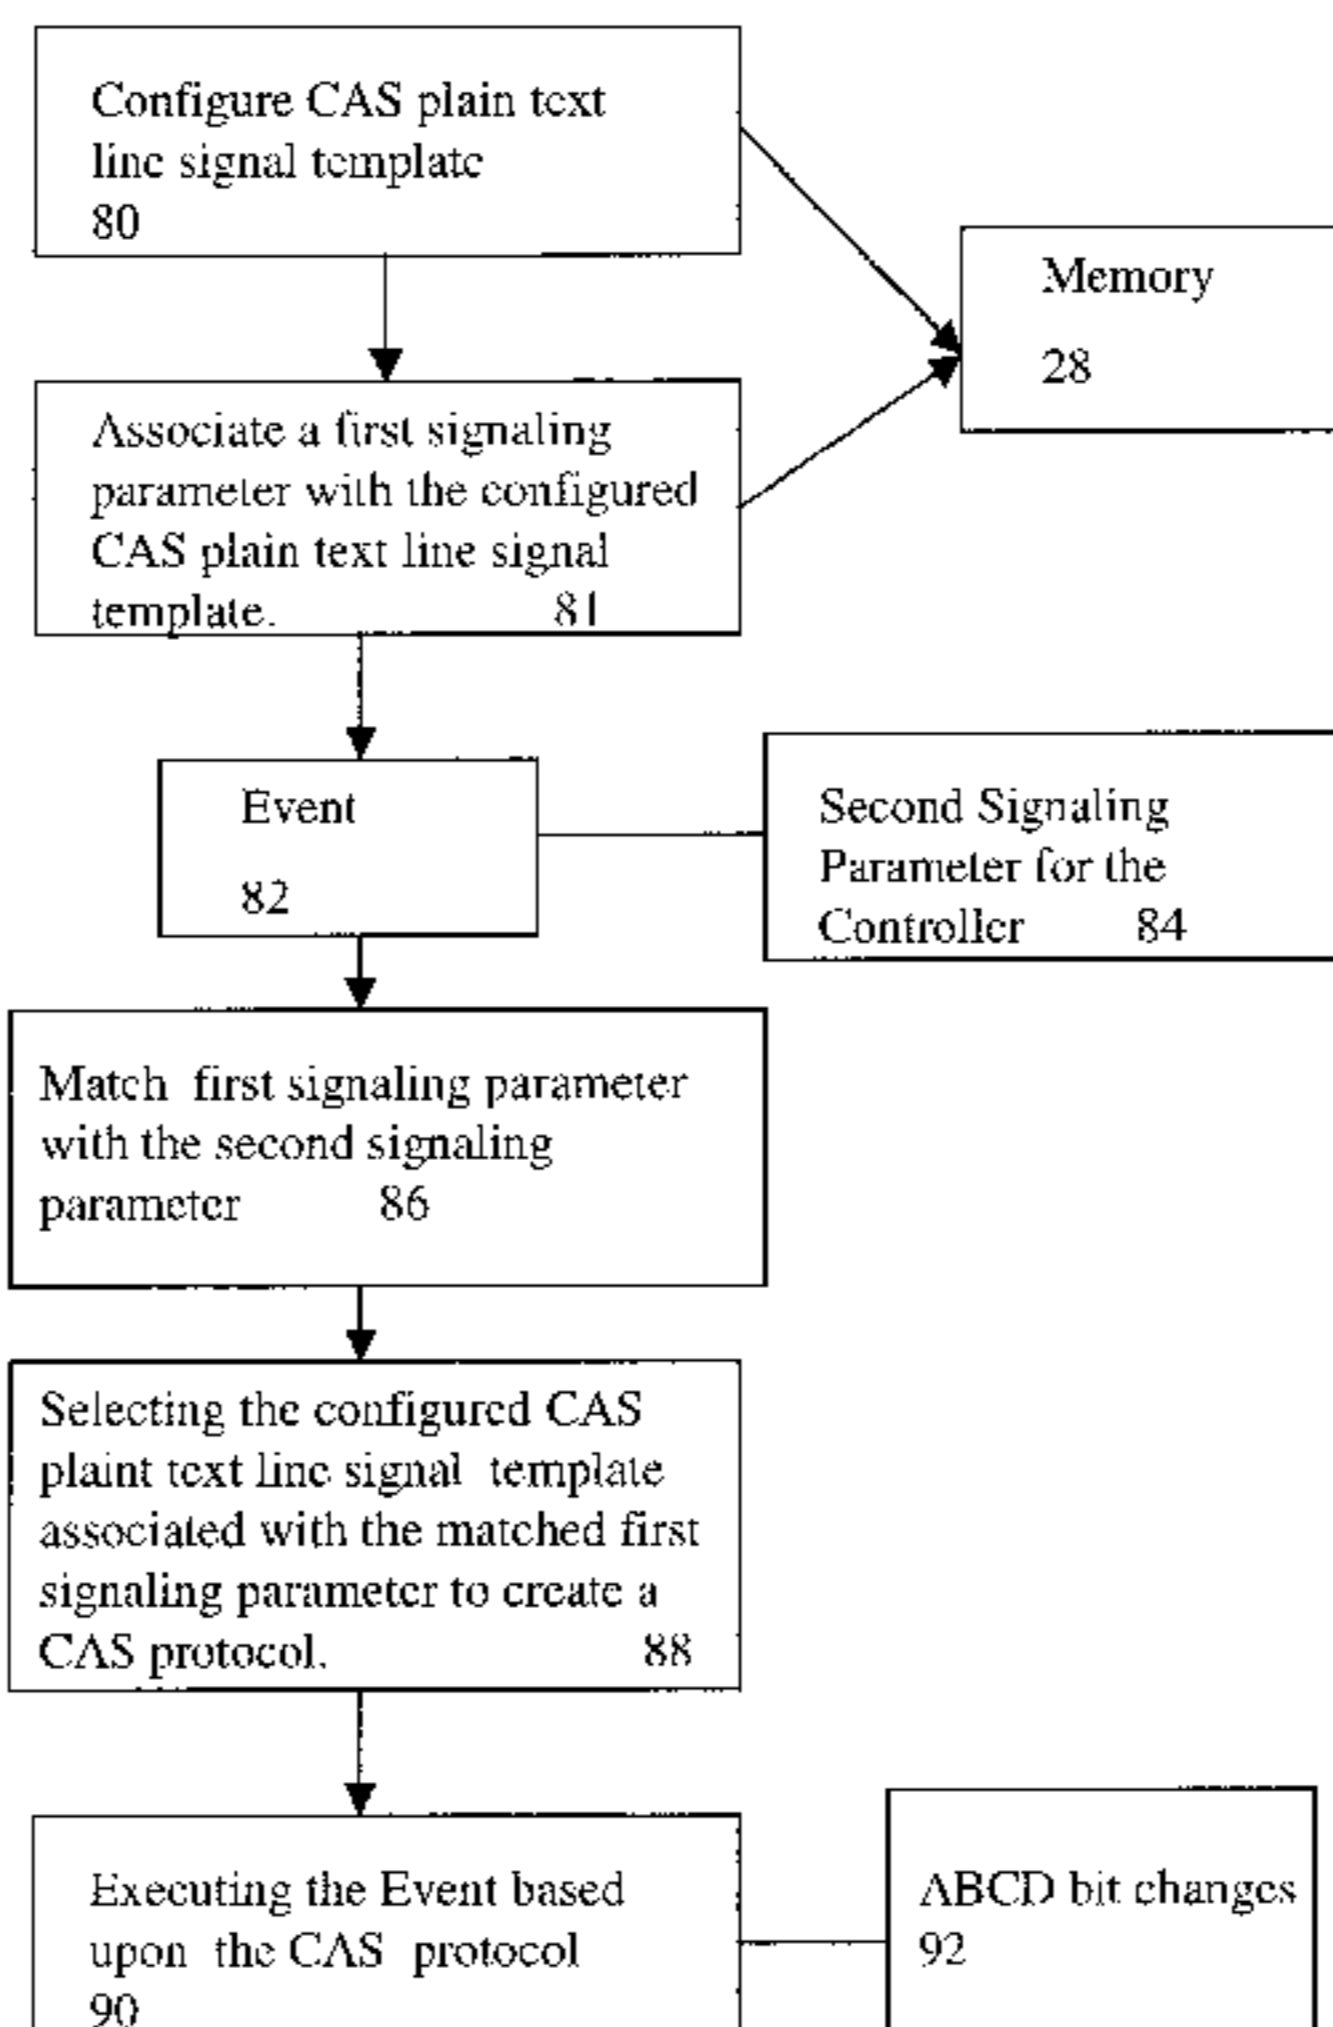 Configure CAS plain text
line signal template
80
Memory
28
Associate a first signaling
parameter with the configured
CAS plain text line signal
template. 81
Event
82
Second Signaling
Parameter for the
Controller 84
Match first signaling parameter
with the second signaling
parameter 86
Selecting the configured CAS
plaint text line signal template
associated with the matched first
signaling parameter to create a
CAS protocol. 88
Executing the Event based
upon the CAS protocol
90
ABCD bit changes
92